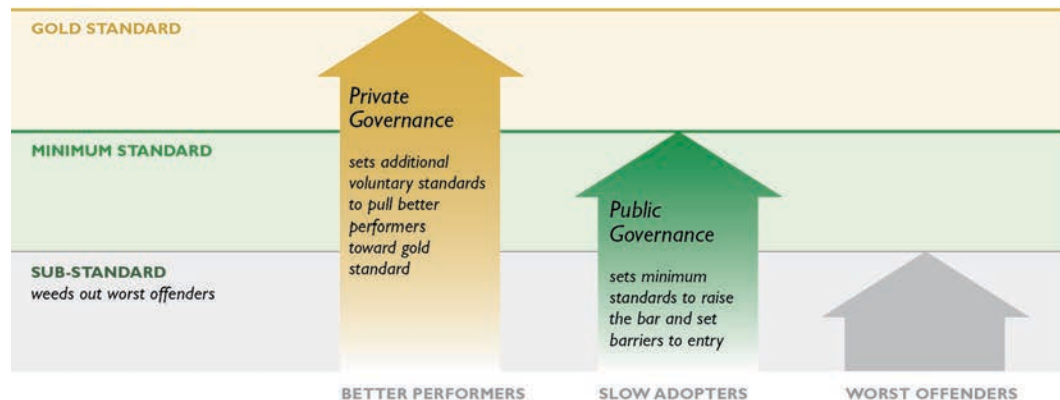 GOLD STANDARD
Private
Governance
sets additional
voluntary standards
to pull better
performers
toward gold
standard
MINIMUM STANDARD
Public
Governance
sets minimum
standards to raise
the bar and set
barriers to entry
SUB-STANDARD
weeds out worst offenders
BETTER PERFORMERS
SLOW ADOPTERS
WORST OFFENDERS